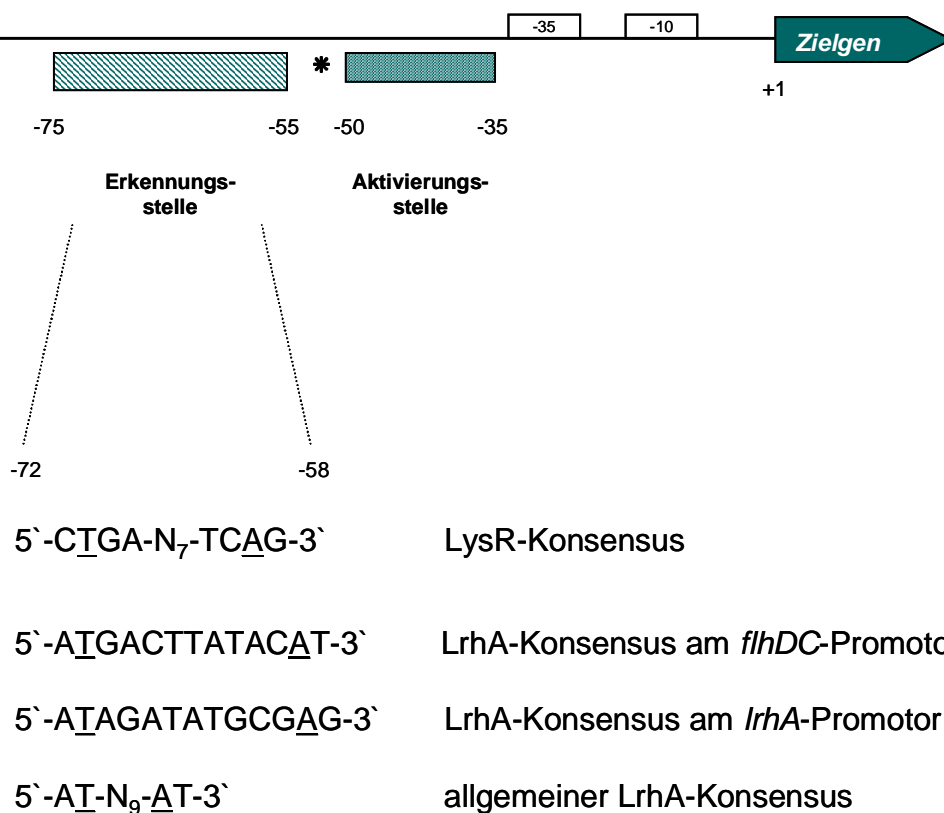 -35 -10
Zielgen
*
+1
-75 -55 -50 -35
Erkennungs- Aktivierungs-
stelle stelle
-72 -58
5`-CTGA-N7-TCAG-3` LysR-Konsensus
5`-ATGACTTATACAT-3` LrhA-Konsensus am flhDC-Promoto
5`-ATAGATATGCGAG-3` LrhA-Konsensus am lrhA-Promotor
5`-AT-N9-AT-3` allgemeiner LrhA-Konsensus